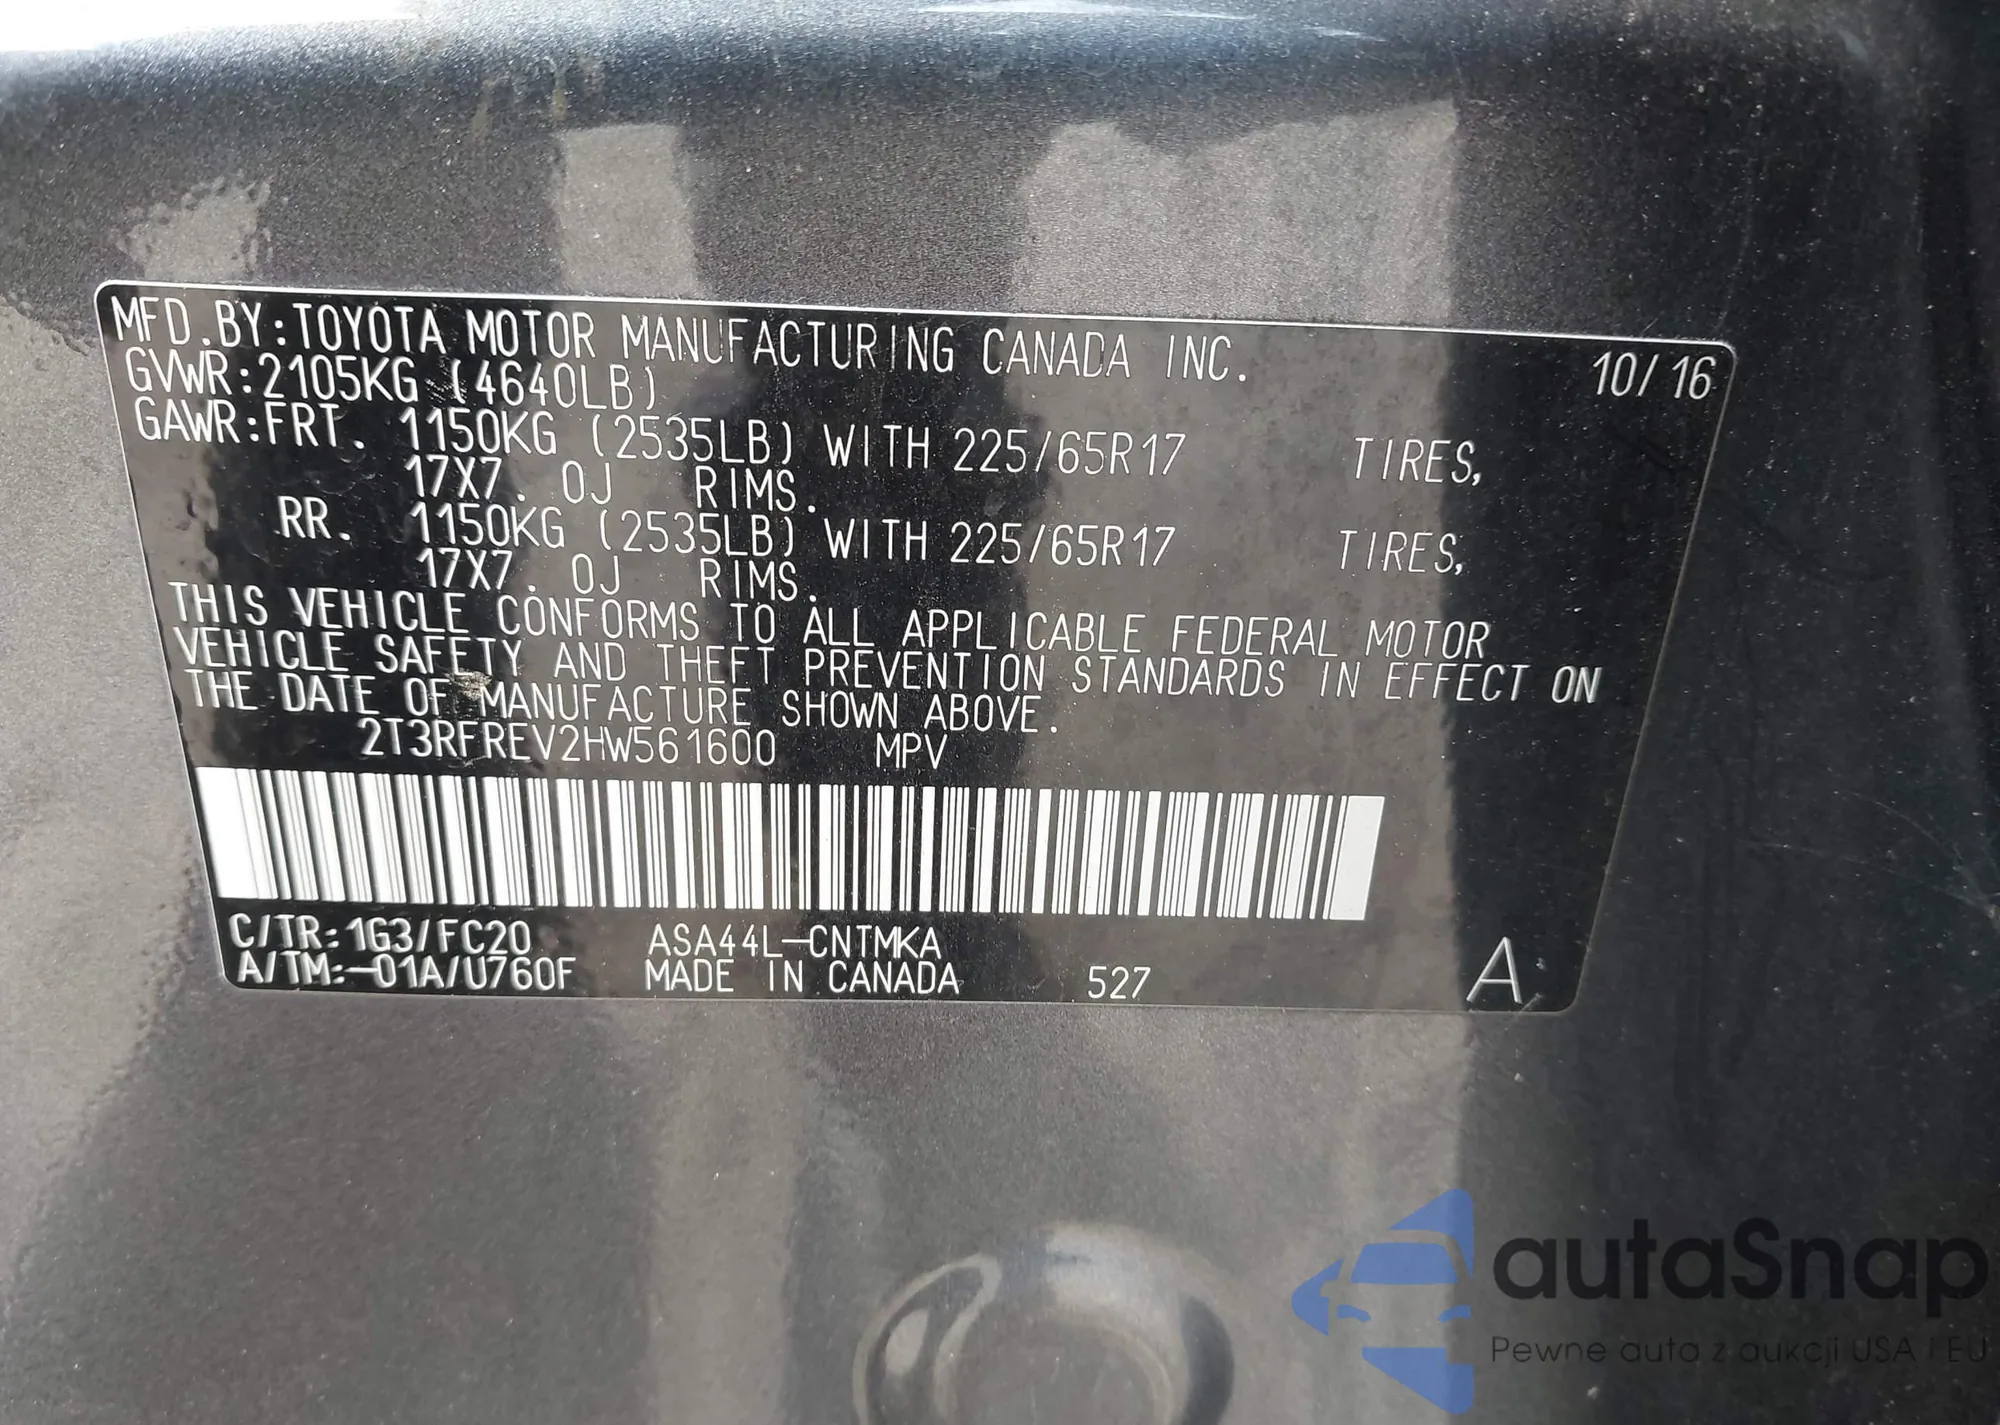 MFD.BY:TOYOTA MOTOR MANUFACTURING CANADA INC. 10/16
GVWR:2105KG (4640LB)
GAWR:FRT. 1150KG (2535LB) WITH 225/65R17 TIRES,
17X7.0J RIMS.
RR. 1150KG (2535LB) WITH 225/65R17 TIRES,
17X7.0J RIMS.
THIS VEHICLE CONFORMS TO ALL APPLICABLE FEDERAL MOTOR
VEHICLE SAFETY AND THEFT PREVENTION STANDARDS IN EFFECT ON
THE DATE OF MANUFACTURE SHOWN ABOVE.
2T3RFREV2HW561600 MPV
C/TR:1G3/FC20 ASA44L-CNTMKA
A/TM:-01A/U760F MADE IN CANADA 527 A
autoSnap
Pewne auta z aukcji USA i EU